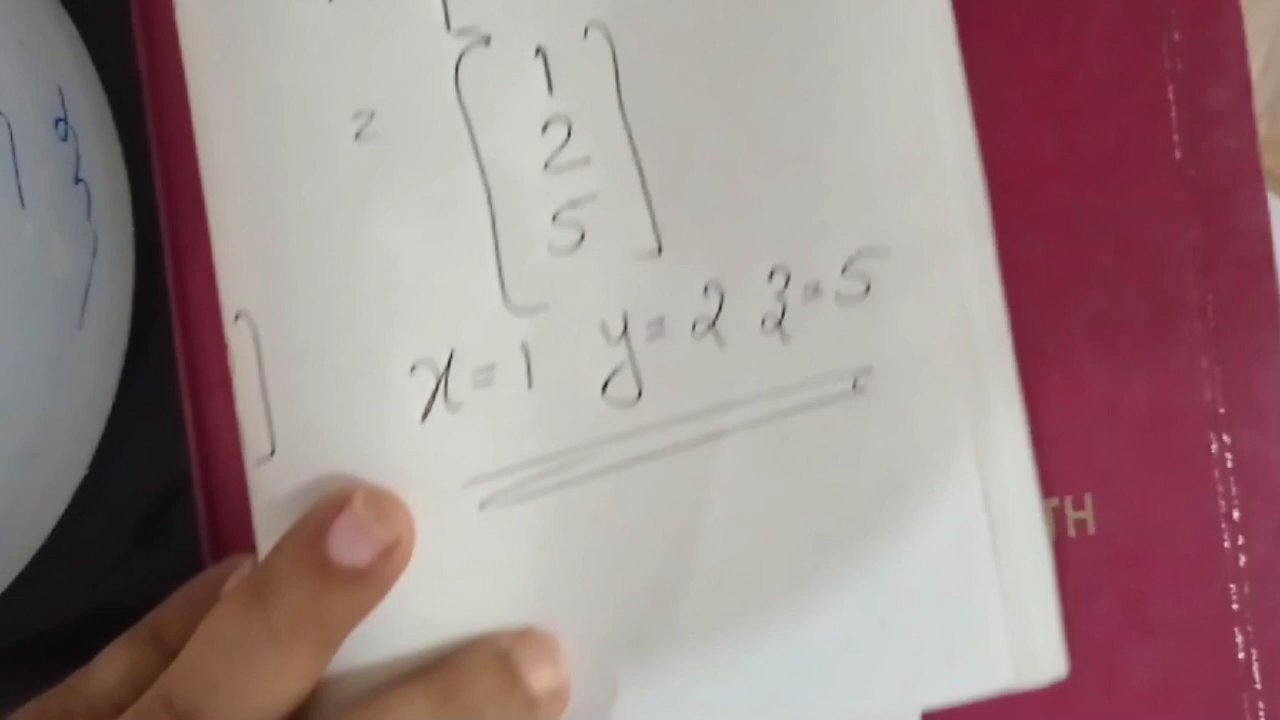 = [1
2
5]
x=1 y=2 z=5
TH